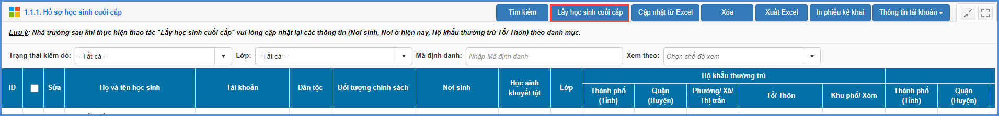 1.1.1. Hồ sơ học sinh cuối cấp
Tìm kiếm
Lấy học sinh cuối cấp
Cập nhật từ Excel
Xóa
Xuất Excel
In phiếu kê khai
Thông tin tài khoản
Lưu ý: Nhà trường sau khi thực hiện thao tác "Lấy học sinh cuối cấp" vui lòng cập nhật lại các thông tin (Nơi sinh, Nơi ở hiện nay, Hộ khẩu thường trú Tổ/ Thôn) theo danh mục.
Trạng thái kiểm dò: --Tất cả-- Lớp: --Tất cả-- Mã định danh: Nhập Mã định danh Xem theo: Chọn chế độ xem
ID
Sửa
Họ và tên học sinh
Tài khoản
Dân tộc
Đối tượng chính sách
Nơi sinh
Học sinh
khuyết tật
Lớp
Hộ khẩu thường trú
Thành phố
(Tỉnh)
Quận
(Huyện)
Phường/ Xã/
Thị trấn
Tổ/ Thôn
Khu phố/ Xóm
Thành phố
(Tỉnh)
Quận
(Huyện)